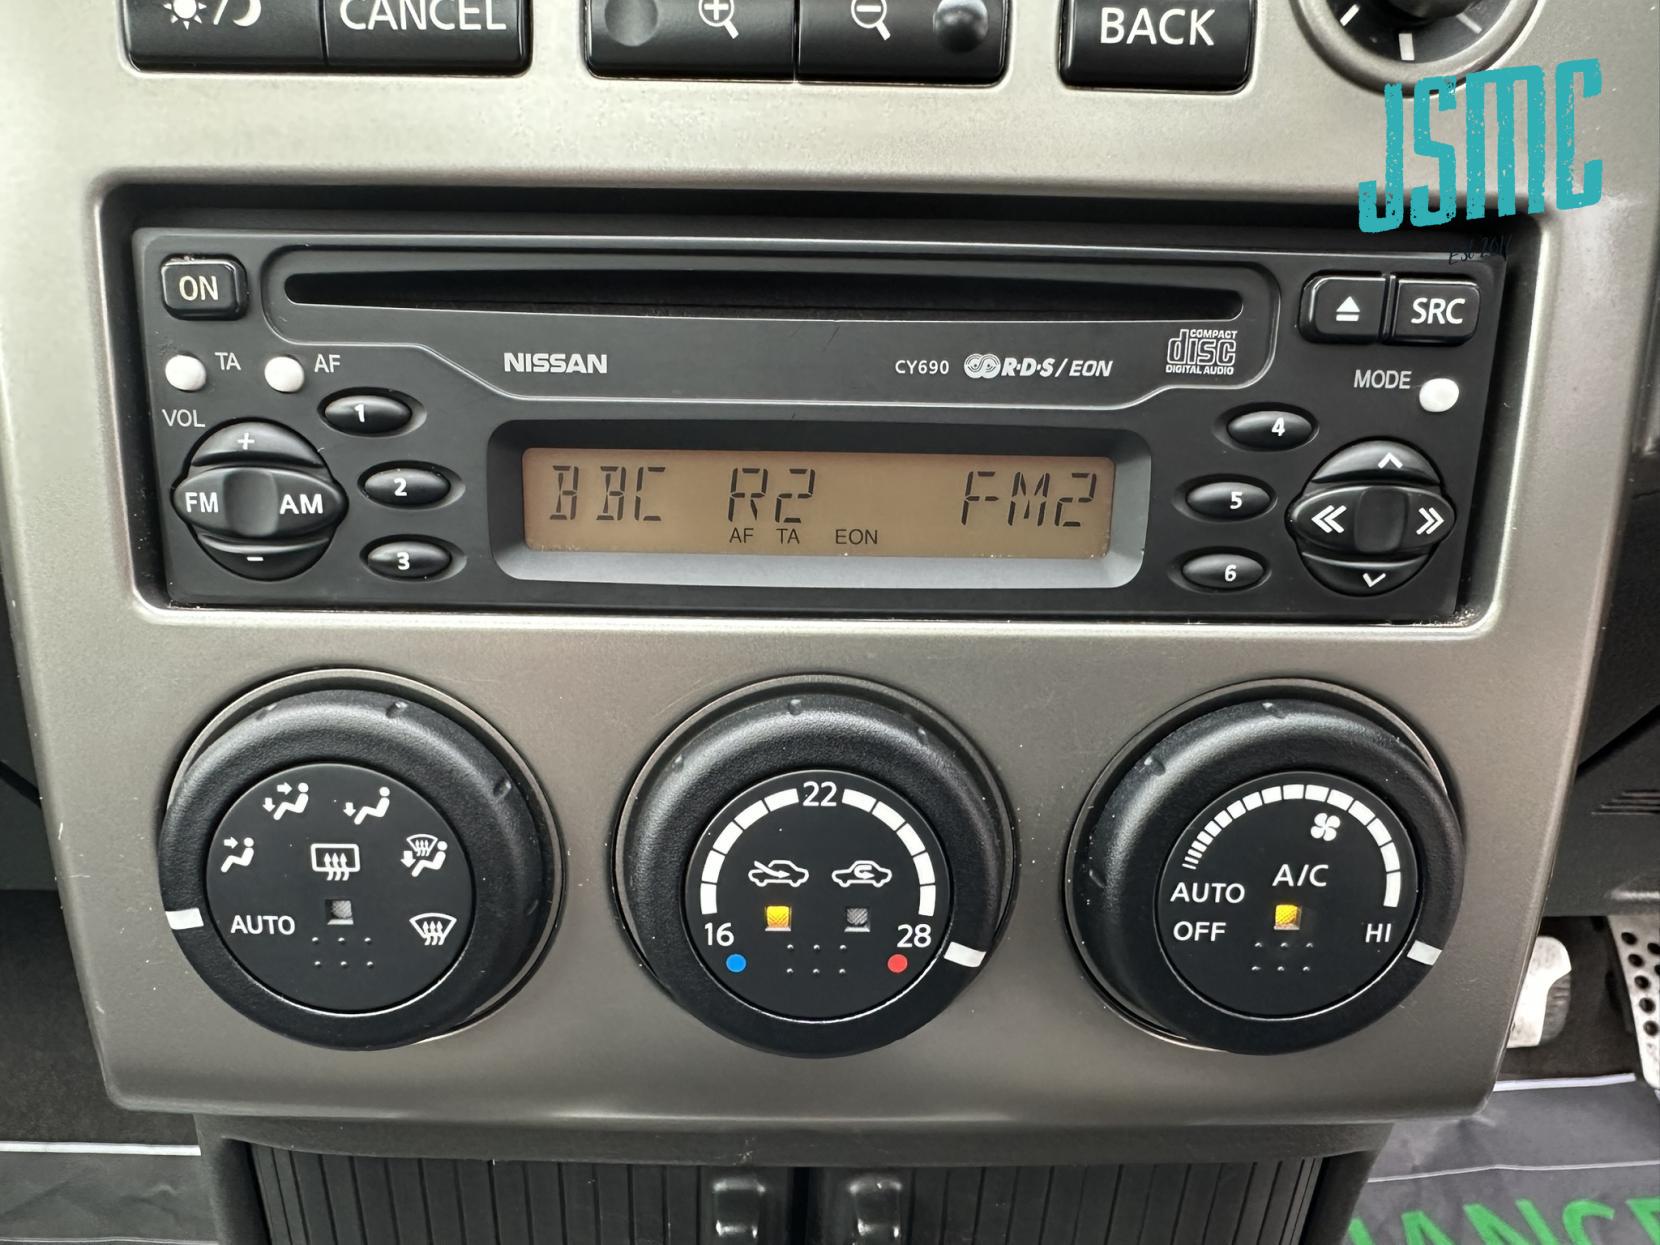 CANCEL
BACK
JSMC
ON
SRC
TA AF
NISSAN
CY690 R·D·S/EON
COMPACT
disc
DIGITAL AUDIO
MODE
VOL
1
4
+
FM AM
-
2
5
3
6
BBC R2 FM2
AF TA EON
AUTO
22
16 28
A/C
AUTO
OFF HI